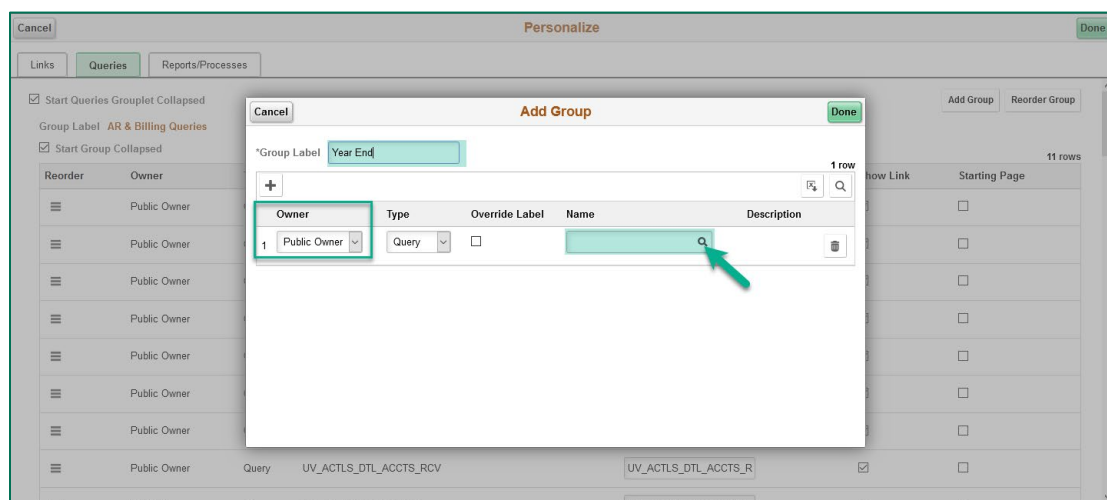 Cancel Personalize Done
Links Queries Reports/Processes
Start Queries Grouplet Collapsed Add Group Reorder Group
Group Label AR & Billing Queries
Start Group Collapsed 11 rows
Reorder Owner how Link Starting Page
Public Owner
Public Owner
Public Owner
Public Owner
Public Owner
Public Owner
Public Owner
Public Owner Query UV_ACTLS_DTL_ACCTS_RCV UV_ACTLS_DTL_ACCTS_R
Cancel Add Group Done
*Group Label Year End
1 row
Owner Type Override Label Name Description
1 Public Owner Query